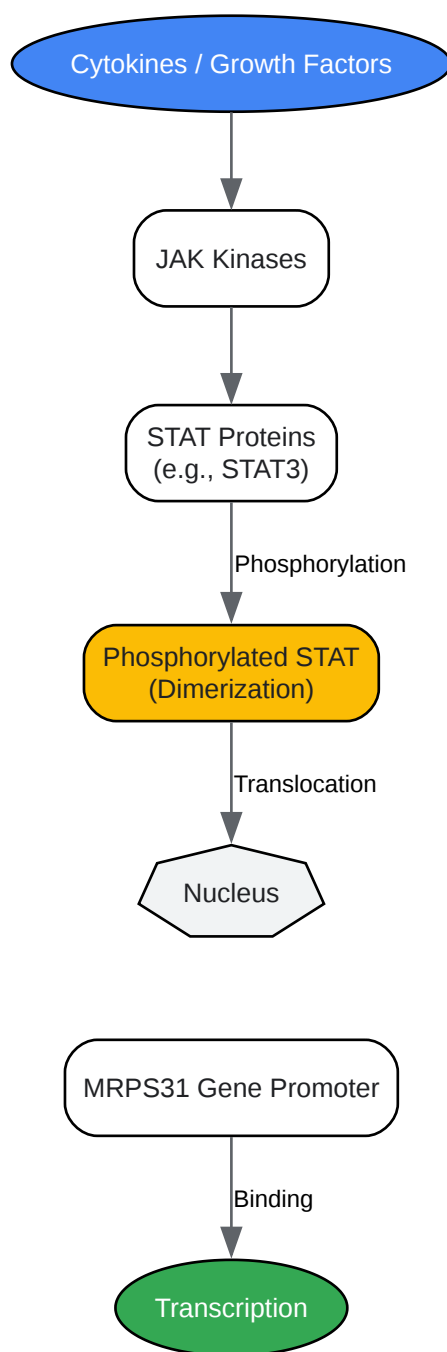 Cytokines / Growth Factors
JAK Kinases
STAT Proteins
(e.g., STAT3)
Phosphorylation
Phosphorylated STAT
(Dimerization)
Translocation
Nucleus
MRPS31 Gene Promoter
Binding
Transcription